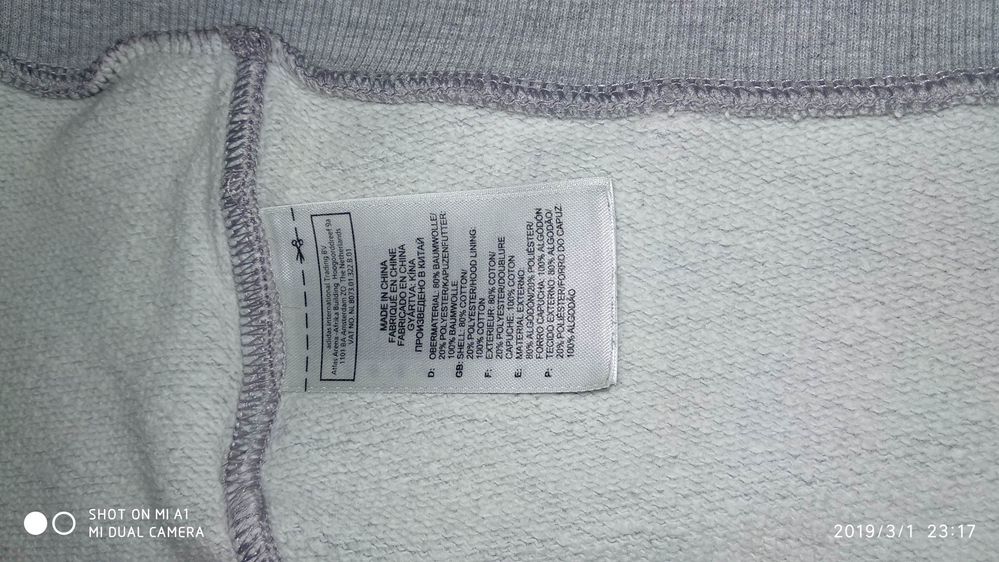 adidas International Trading BV
Atlas Arena-Afrika Building Hoogoorddreef 9a
1101 BA Amsterdam ZO The Netherlands
VAT NO. NL 8073.01.322.B.01
MADE IN CHINA
FABRIQUÉ EN CHINE
FABRICADO EN CHINA
GYÁRTVA: KÍNA
ПРОИЗВЕДЕНО В КИТАЙ
D: OBERMATERIAL: 80% BAUMWOLLE/
20% POLYESTER/KAPUZENFUTTER:
100% BAUMWOLLE
GB: SHELL: 80% COTTON/
20% POLYESTER/HOOD LINING:
100% COTTON
F: EXTERIEUR: 80% COTON/
20% POLYESTER/DOUBLURE
CAPUCHE: 100% COTON
E: MATERIAL EXTERNO:
80% ALGODÓN/20% POLIÉSTER/
FORRO CAPUCHA: 100% ALGODÓN
P: TECIDO EXTERNO: 80% ALGODÃO/
20% POLIÉSTER/FORRO DO CAPUZ
100% ALGODÃO
SHOT ON MI A1
MI DUAL CAMERA
2019/3/1 23:17